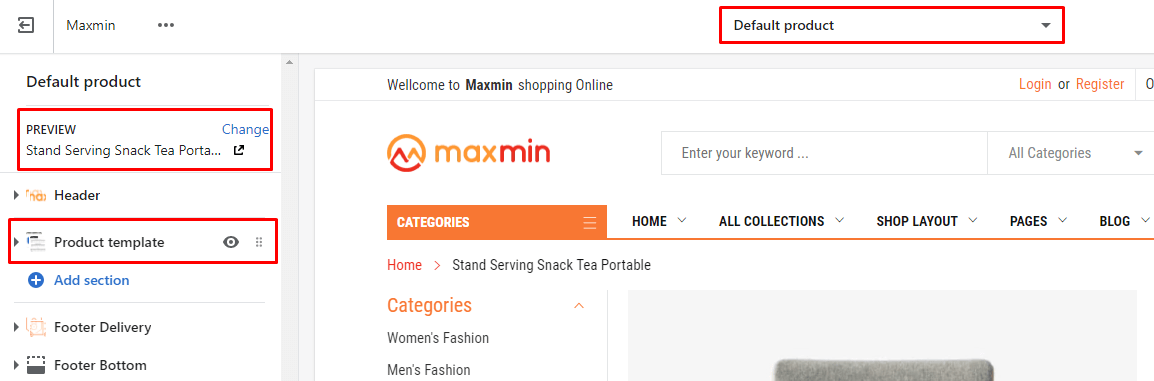 Maxmin
•••
Default product
Default product
PREVIEW Change
Stand Serving Snack Tea Porta...
Header
Product template
Add section
Footer Delivery
Footer Bottom
Wellcome to Maxmin shopping Online
Login or Register O
maxmin
Enter your keyword ...
All Categories
CATEGORIES
HOME
ALL COLLECTIONS
SHOP LAYOUT
PAGES
BLOG
Home > Stand Serving Snack Tea Portable
Categories
Women's Fashion
Men's Fashion